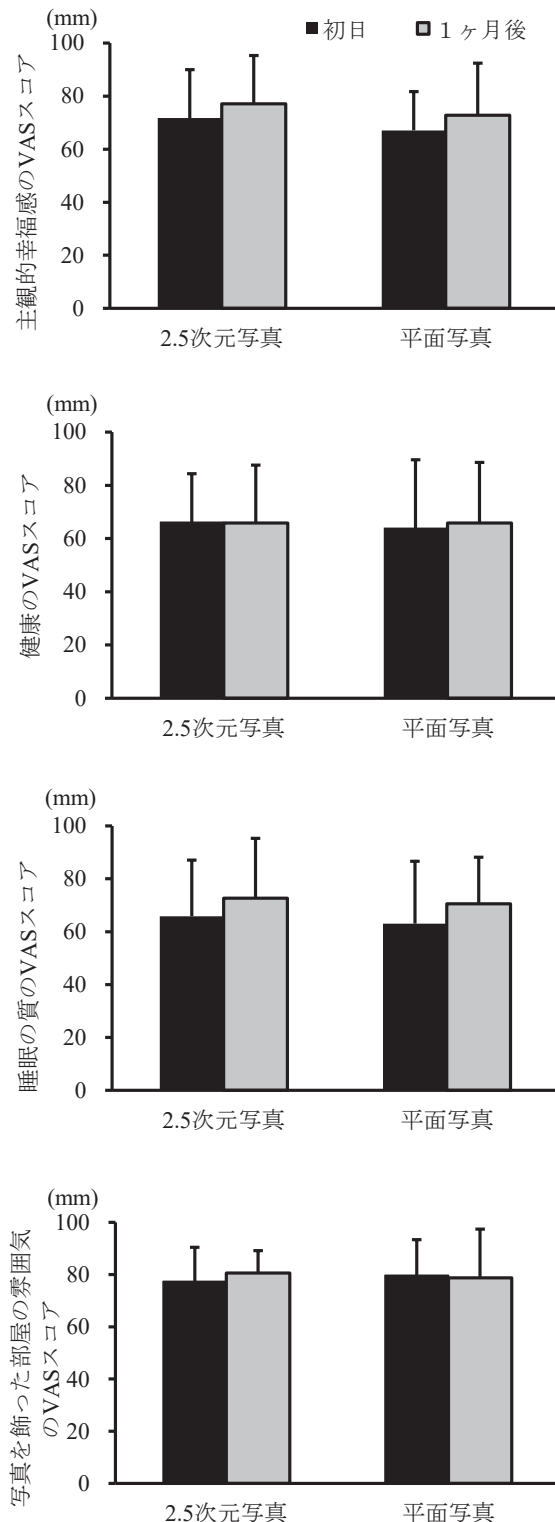 (mm)
■初日 □１ヶ月後
主観的幸福感のVASスコア
100
80
60
40
20
0
2.5次元写真 平面写真
(mm)
健康のVASスコア
100
80
60
40
20
0
2.5次元写真 平面写真
(mm)
睡眠の質のVASスコア
100
80
60
40
20
0
2.5次元写真 平面写真
(mm)
写真を飾った部屋の雰囲気
のVASスコア
100
80
60
40
20
0
2.5次元写真 平面写真